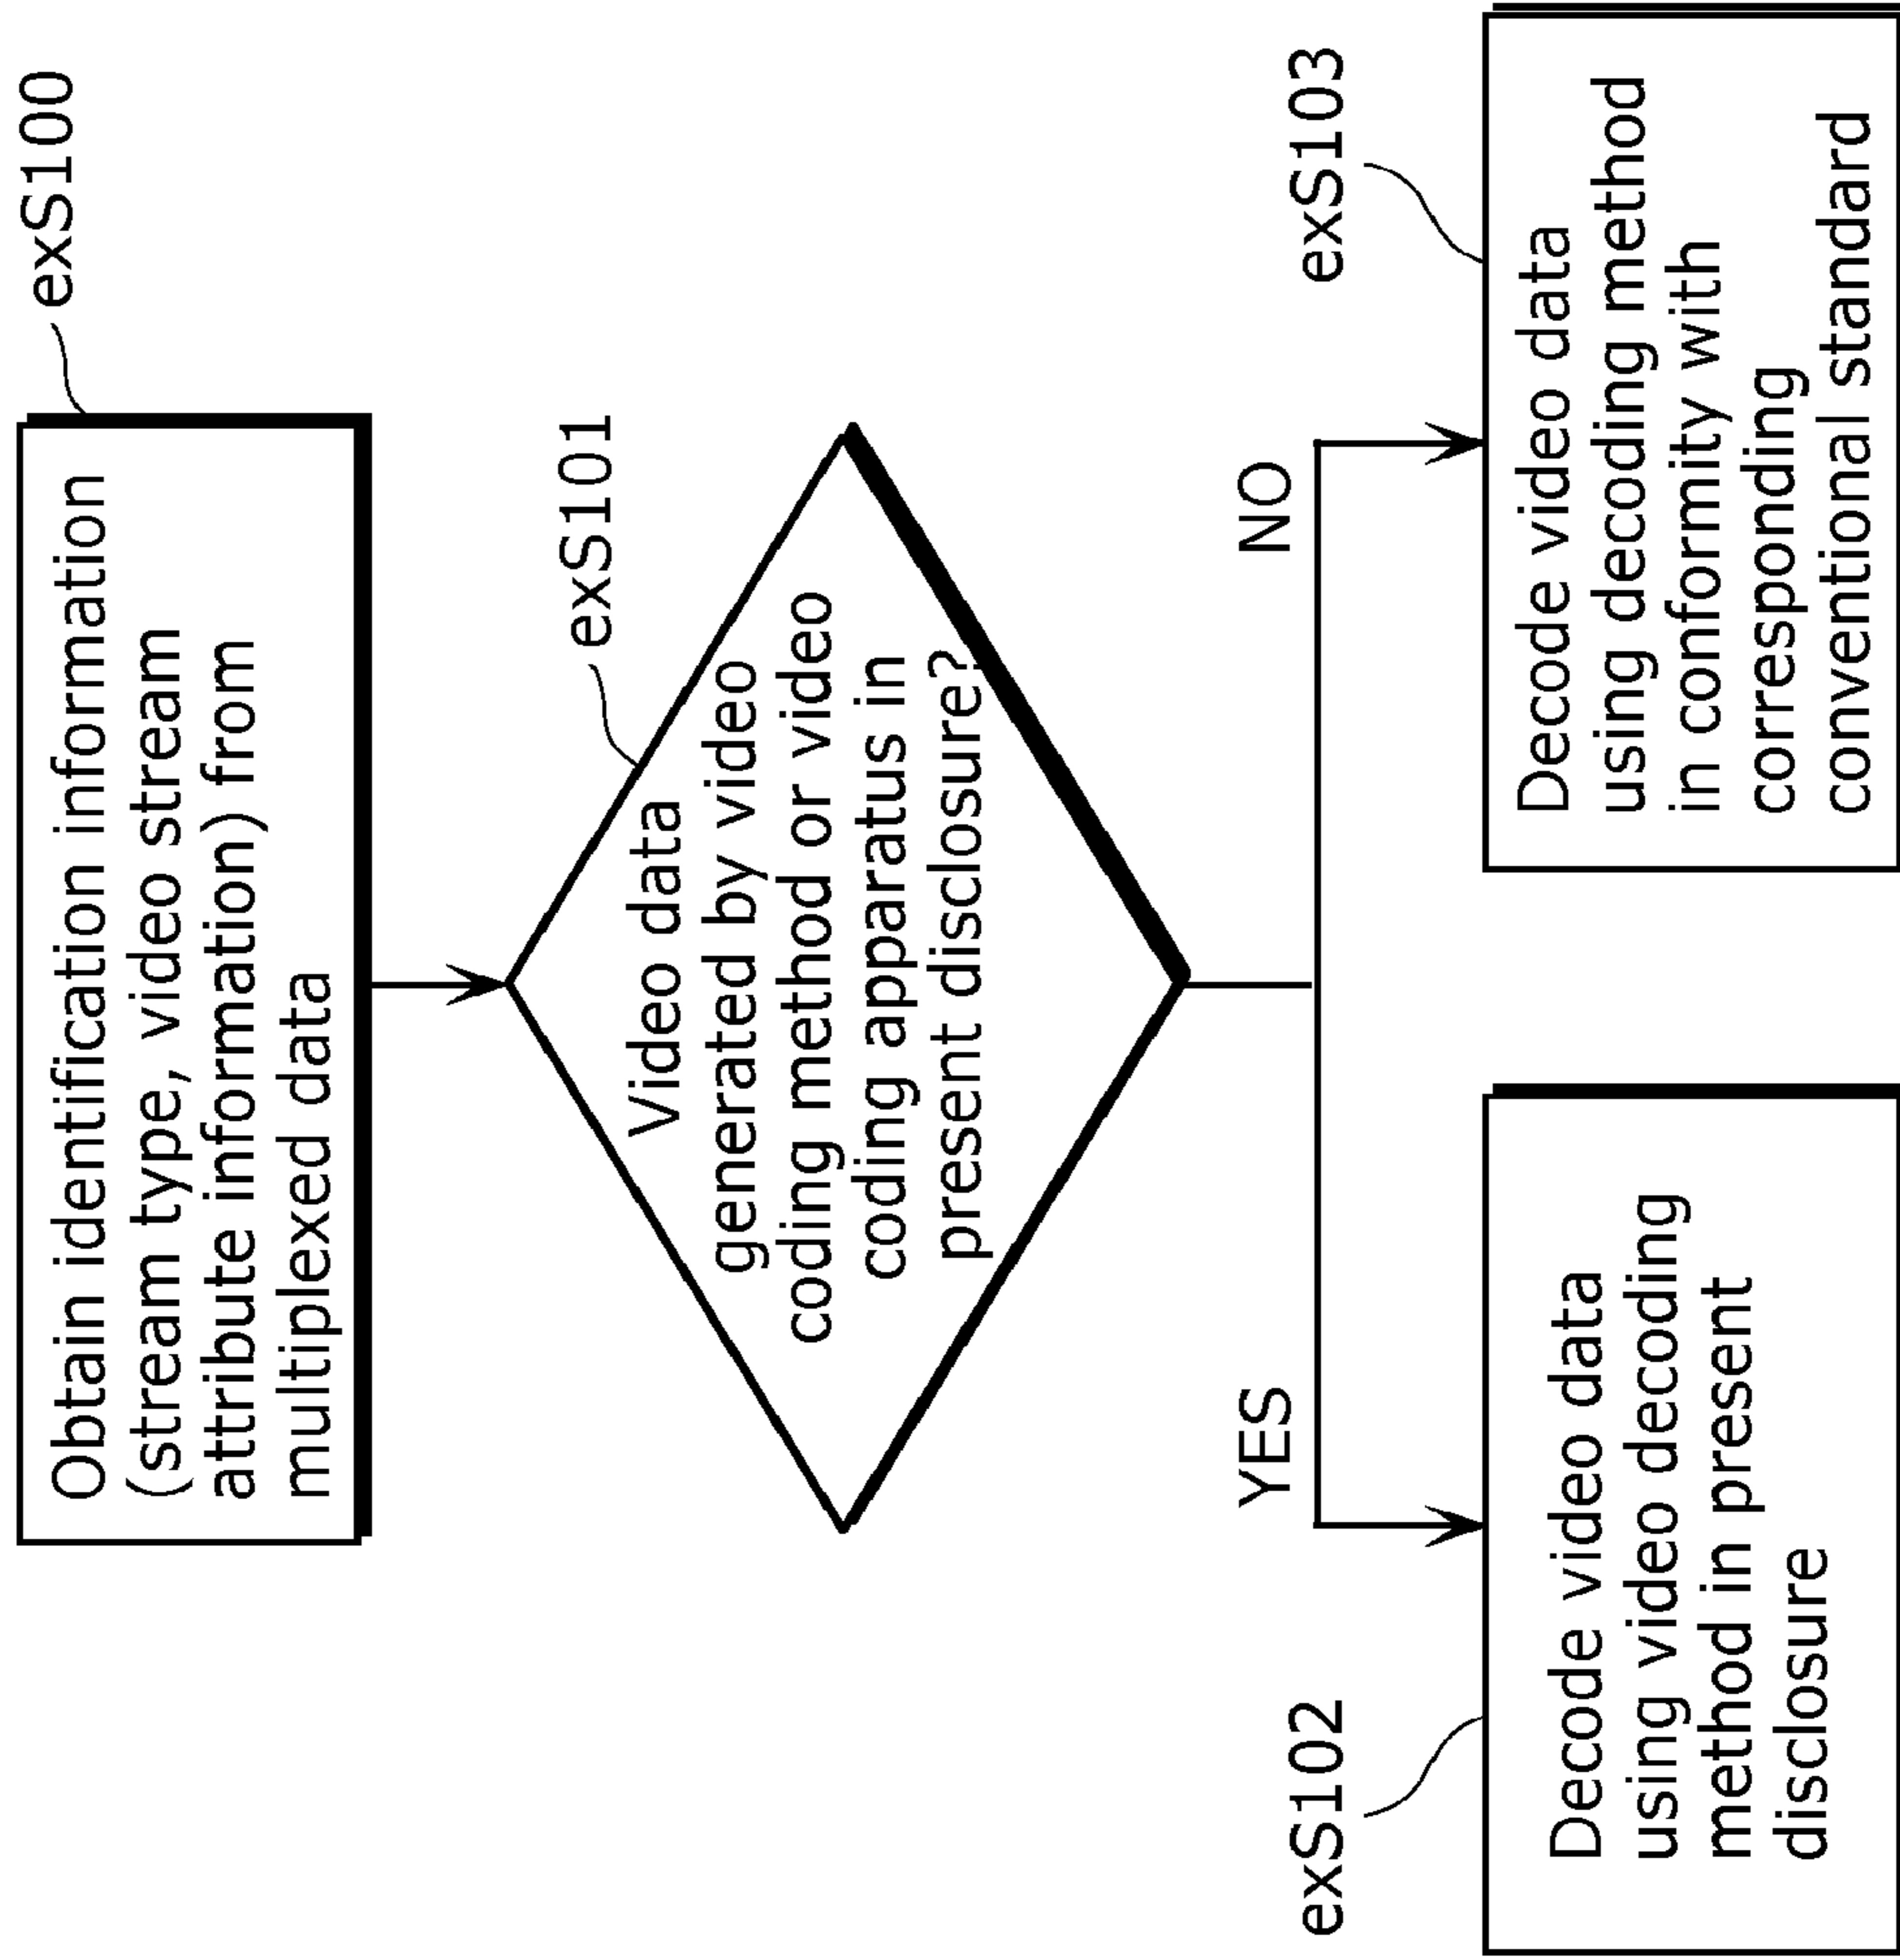 exS100
Obtain identification information
(stream type, video stream
attribute information) from
multiplexed data
exS101
Video data
generated by video
coding method or video
coding apparatus in
present disclosure?
YES
NO
exS102
Decode video data
using video decoding
method in present
disclosure
exS103
Decode video data
using decoding method
in conformity with
corresponding
conventional standard